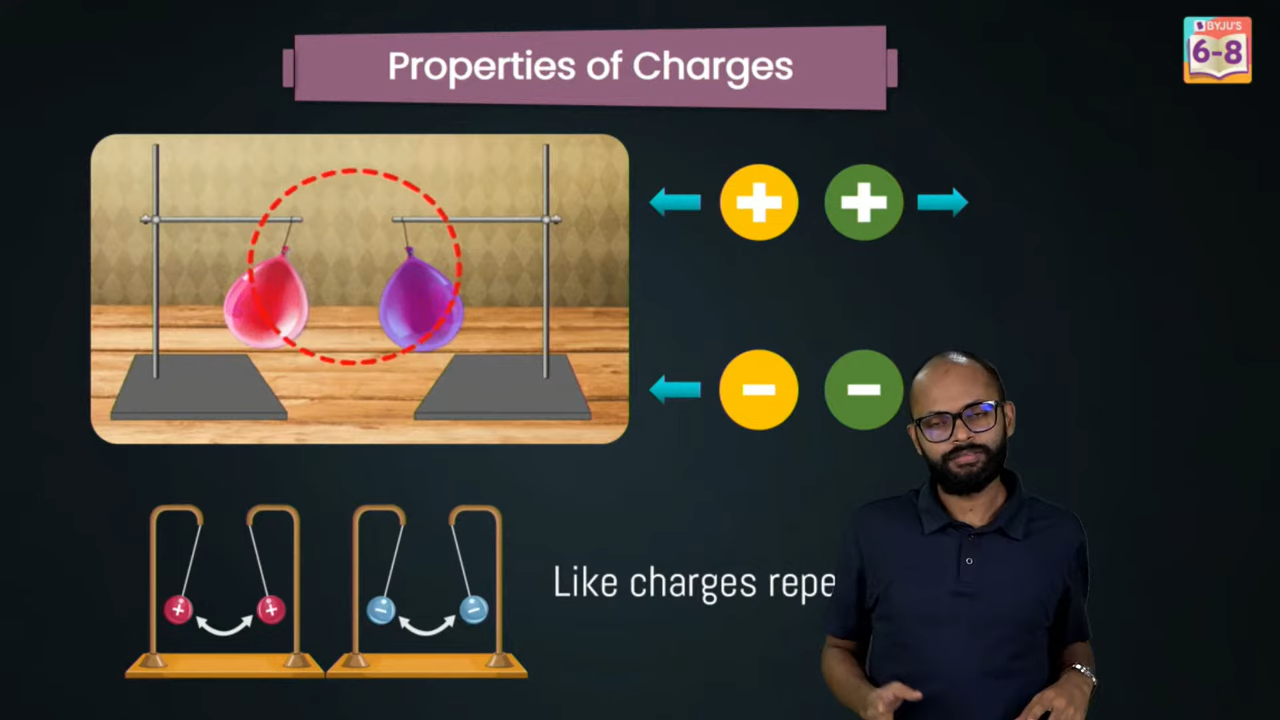 Properties of Charges
BYJU'S
6-8
+ +
- -
Like charges repe
+ + - -